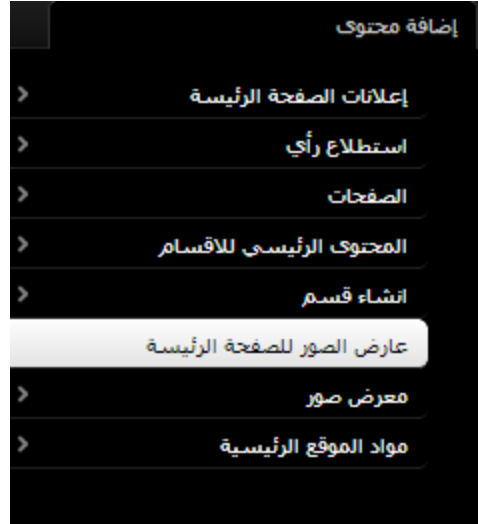 إضافة محتوى
إعلانات الصفحة الرئيسة
استطلاع رأي
الصفحات
المحتوى الرئيسي للاقسام
انشاء قسم
عارض الصور للصفحة الرئيسة
معرض صور
مواد الموقع الرئيسية